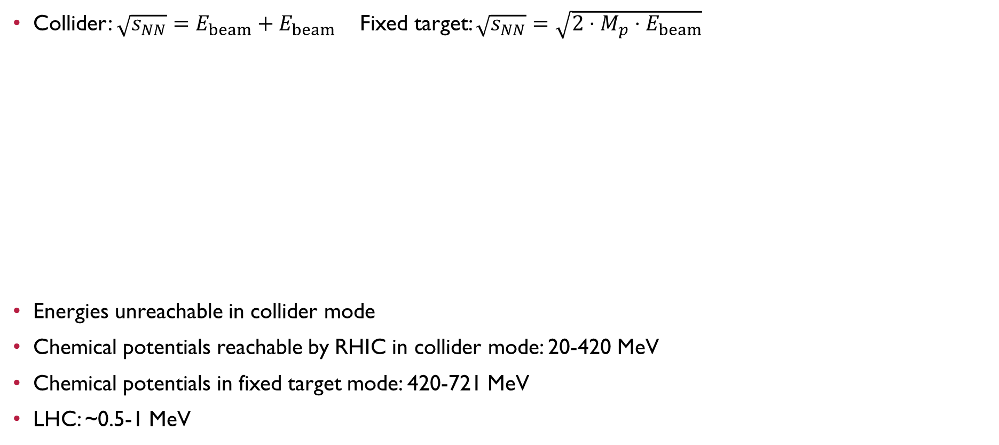 • Collider: √s_NN = E_beam + E_beam Fixed target: √s_NN = √(2 · M_p · E_beam)
• Energies unreachable in collider mode
• Chemical potentials reachable by RHIC in collider mode: 20-420 MeV
• Chemical potentials in fixed target mode: 420-721 MeV
• LHC: ~0.5-1 MeV